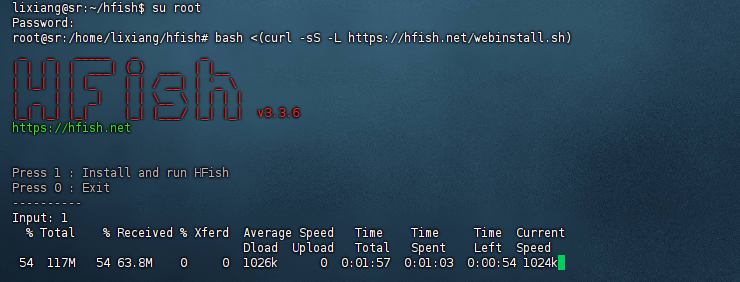 lixiang@sr:~/hfish$ su root
Password:
root@sr:/home/lixiang/hfish# bash <(curl -sS -L https://hfish.net/webinstall.sh)
HFish v3.3.6
https://hfish.net
Press 1 : Install and run HFish
Press 0 : Exit
----------
Input: 1
% Total % Received % Xferd Average Speed Time Time Time Current
Dload Upload Total Spent Left Speed
54 117M 54 63.8M 0 0 1026k 0 0:01:57 0:01:03 0:00:54 1024k